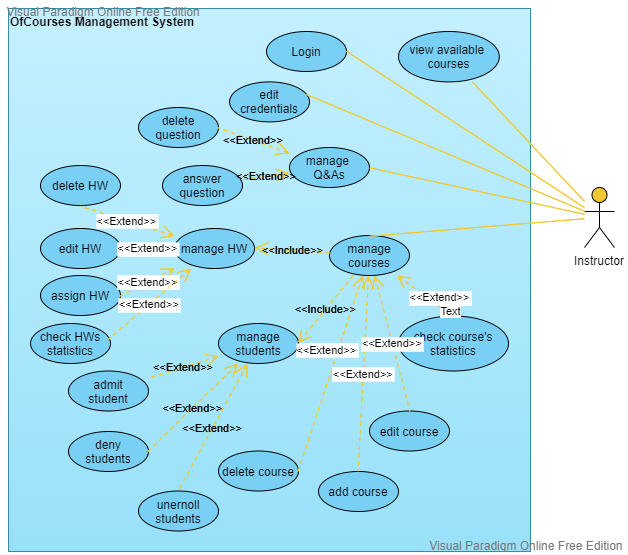 Visual Paradigm Online Free Edition
OfCourses Management System
Login
view available
courses
edit
credentials
delete
question
<<Extend>>
manage
Q&As
answer
question
<<Extend>>
delete HW
<<Extend>>
edit HW
<<Extend>>
manage HW
<<Include>>
manage
courses
Instructor
assign HW
<<Extend>>
<<Extend>>
check HWs
statistics
<<Extend>>
Text
check course's
statistics
<<Include>>
manage
students
<<Extend>>
<<Extend>>
<<Extend>>
<<Extend>>
admit
student
<<Extend>>
<<Extend>>
deny
students
edit course
delete course
add course
unernoll
students
Visual Paradigm Online Free Edition